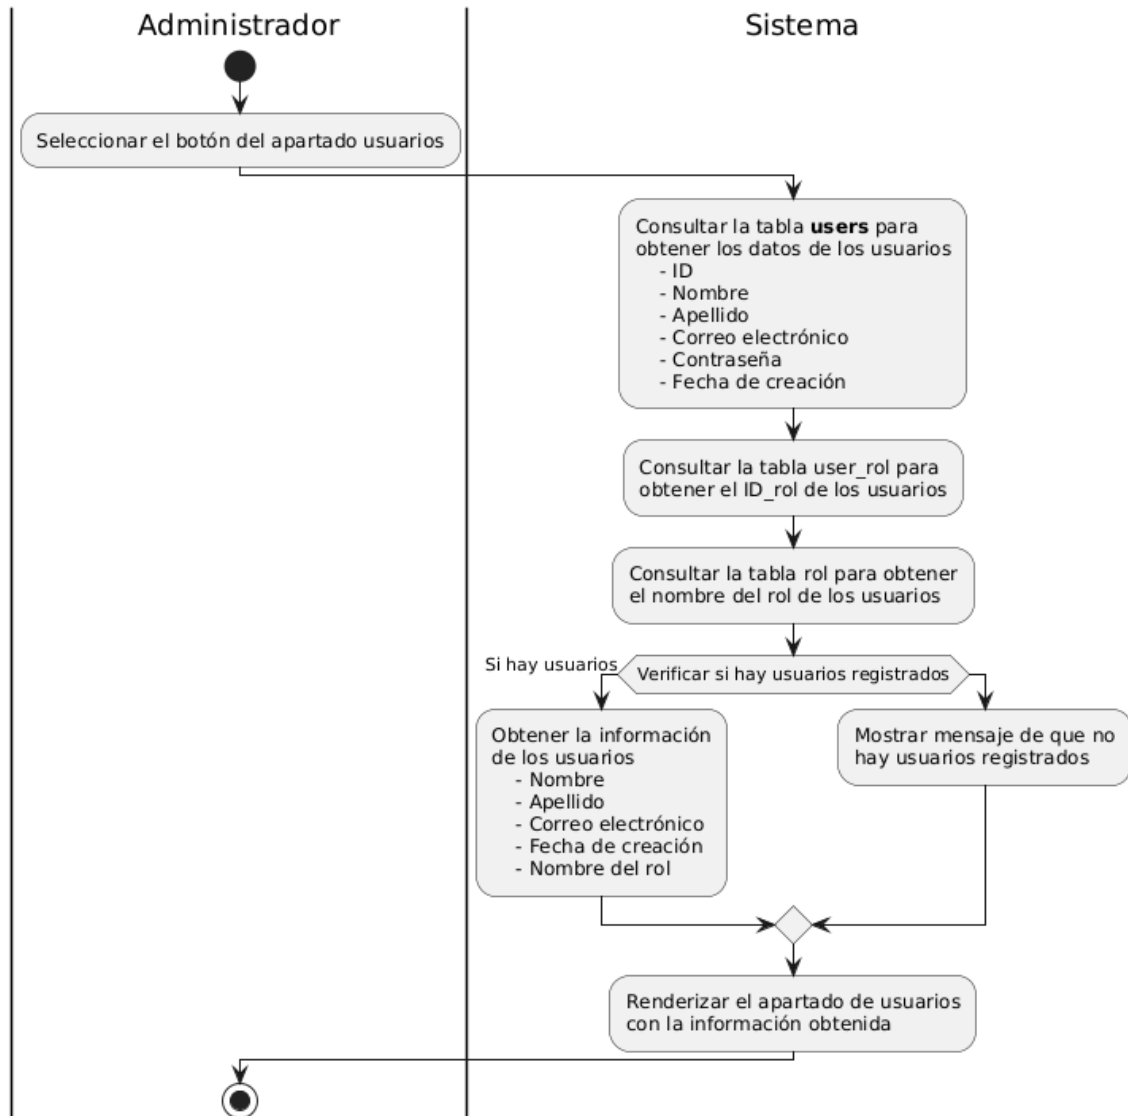 Administrador
Sistema
Seleccionar el botón del apartado usuarios
Consultar la tabla users para
obtener los datos de los usuarios
- ID
- Nombre
- Apellido
- Correo electrónico
- Contraseña
- Fecha de creación
Consultar la tabla user_rol para
obtener el ID_rol de los usuarios
Consultar la tabla rol para obtener
el nombre del rol de los usuarios
Verificar si hay usuarios registrados
Si hay usuarios
Obtener la información
de los usuarios
- Nombre
- Apellido
- Correo electrónico
- Fecha de creación
- Nombre del rol
Mostrar mensaje de que no
hay usuarios registrados
Renderizar el apartado de usuarios
con la información obtenida